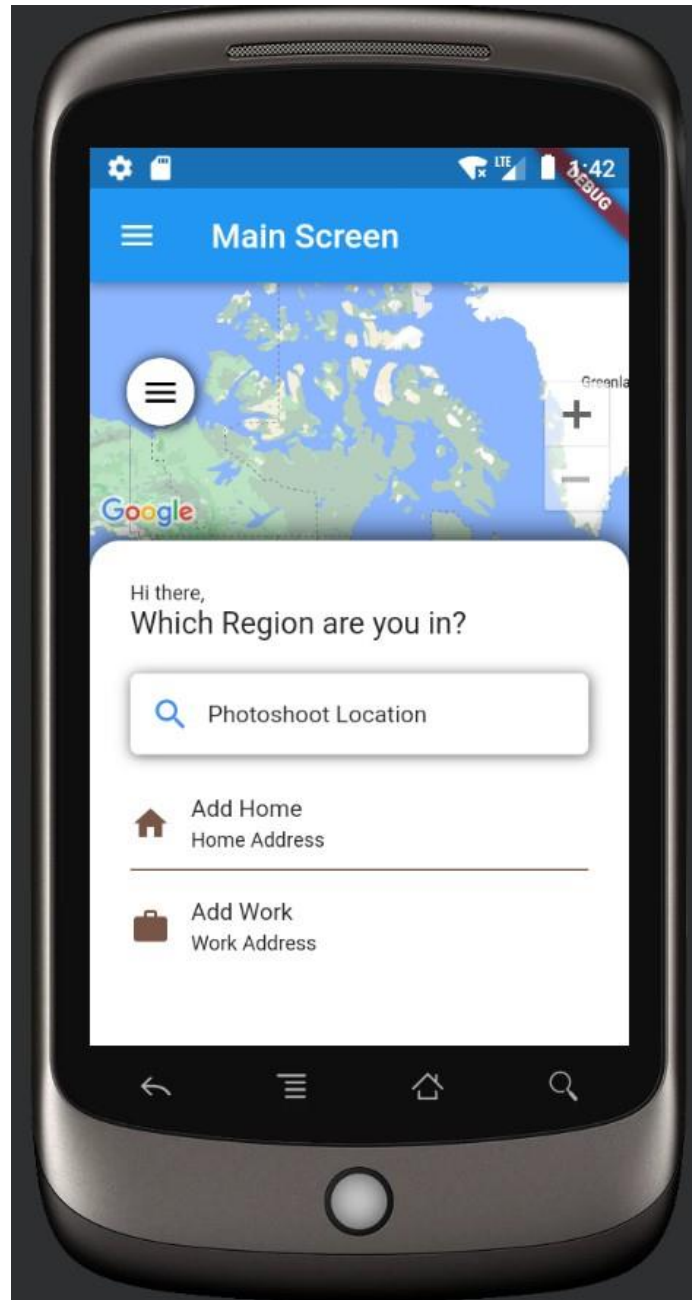 LTE
1:42
DEBUG
Main Screen
Greenla
Google
Hi there,
Which Region are you in?
Photoshoot Location
Add Home
Home Address
Add Work
Work Address